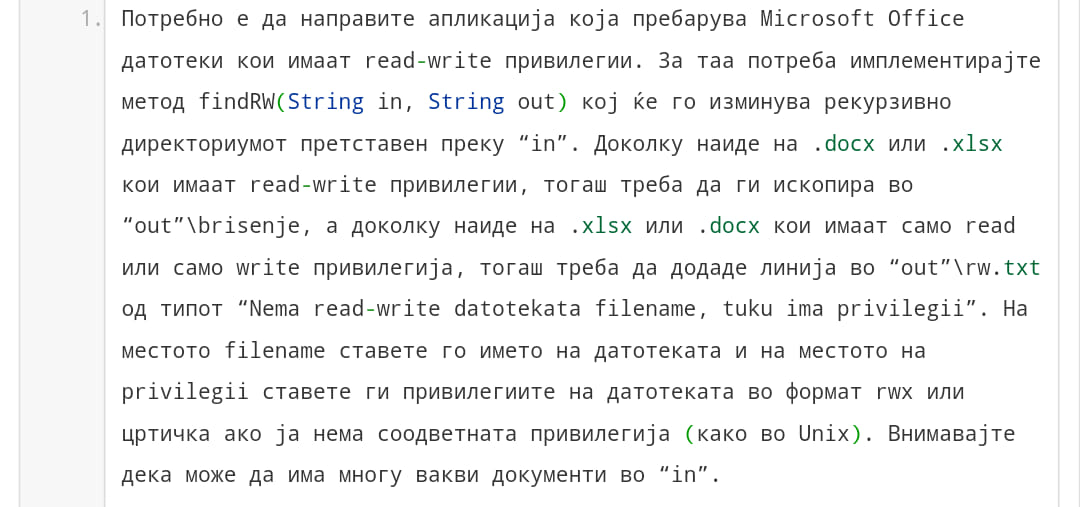 1. Потребно е да направите апликација која пребарува Microsoft Office
датотеки кои имаат read-write привилегии. За таа потреба имплементирајте
метод findRW(String in, String out) кој ќе го изминува рекурзивно
директориумот претставен преку “in”. Доколку наиде на .docx или .xlsx
кои имаат read-write привилегии, тогаш треба да ги ископира во
“out”\brisenje, а доколку наиде на .xlsx или .docx кои имаат само read
или само write привилегија, тогаш треба да додаде линија во “out”\rw.txt
од типот “Nema read-write datotekata filename, tuku ima privilegii”. На
местото filename ставете го името на датотеката и на местото на
privilegii ставете ги привилегиите на датотеката во формат rwx или
цртичка ако ја нема соодветната привилегија (како во Unix). Внимавајте
дека може да има многу вакви документи во “in”.